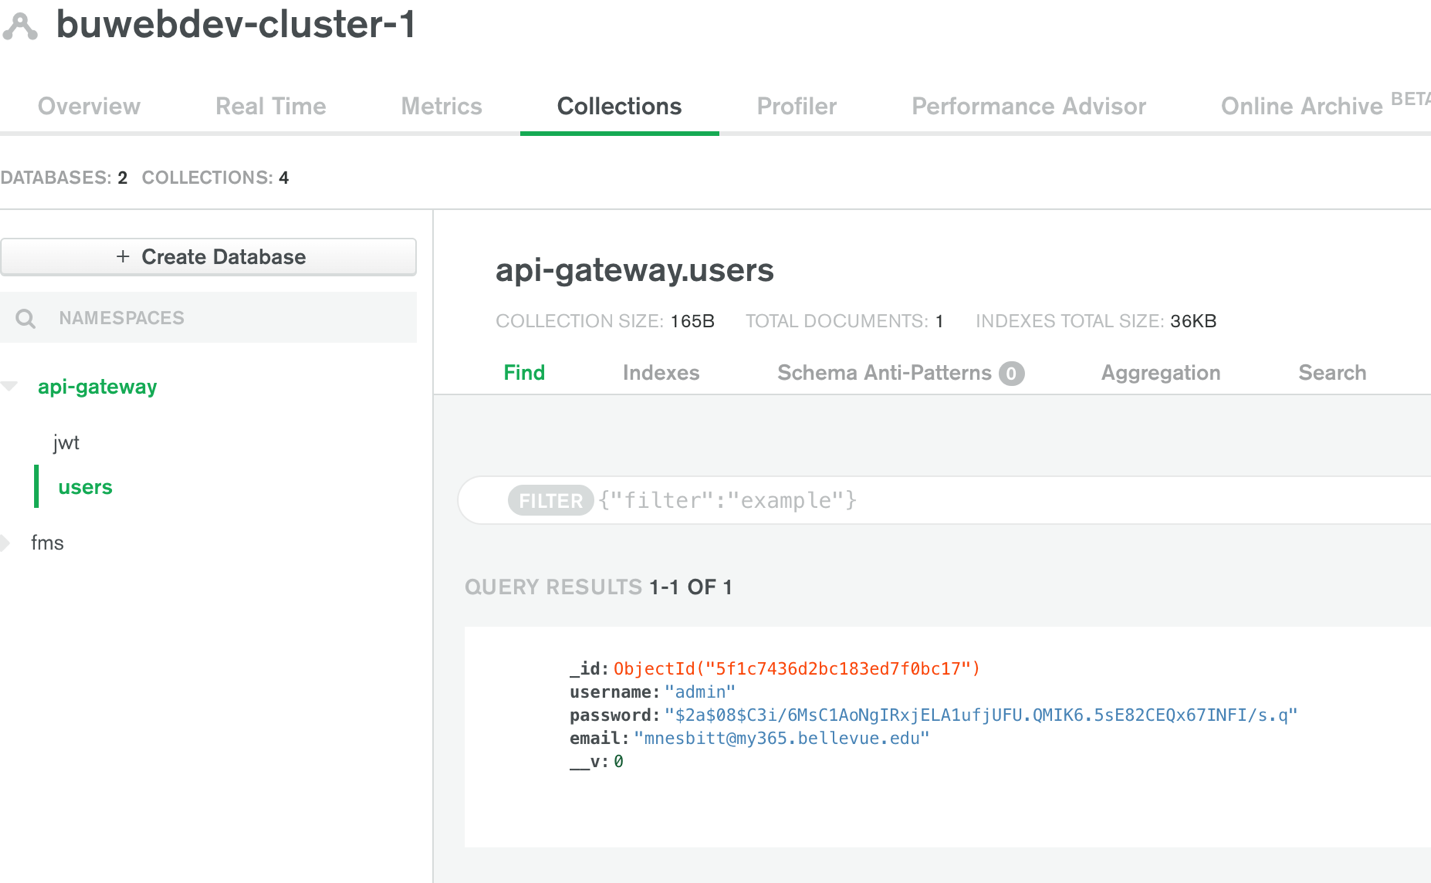 buwebdev-cluster-1
Overview Real Time Metrics Collections Profiler Performance Advisor Online Archive BETA
DATABASES: 2 COLLECTIONS: 4
+ Create Database
NAMESPACES
api-gateway
jwt
users
fms
api-gateway.users
COLLECTION SIZE: 165B TOTAL DOCUMENTS: 1 INDEXES TOTAL SIZE: 36KB
Find Indexes Schema Anti-Patterns 0 Aggregation Search
FILTER {"filter":"example"}
QUERY RESULTS 1-1 OF 1
_id: ObjectId("5f1c7436d2bc183ed7f0bc17")
username: "admin"
password: "$2a$08$C3i/6MsC1AoNgIRxjELA1ufjUFU.QMIK6.5sE82CEQx67INFI/s.q"
email: "mnesbitt@my365.bellevue.edu"
__v: 0